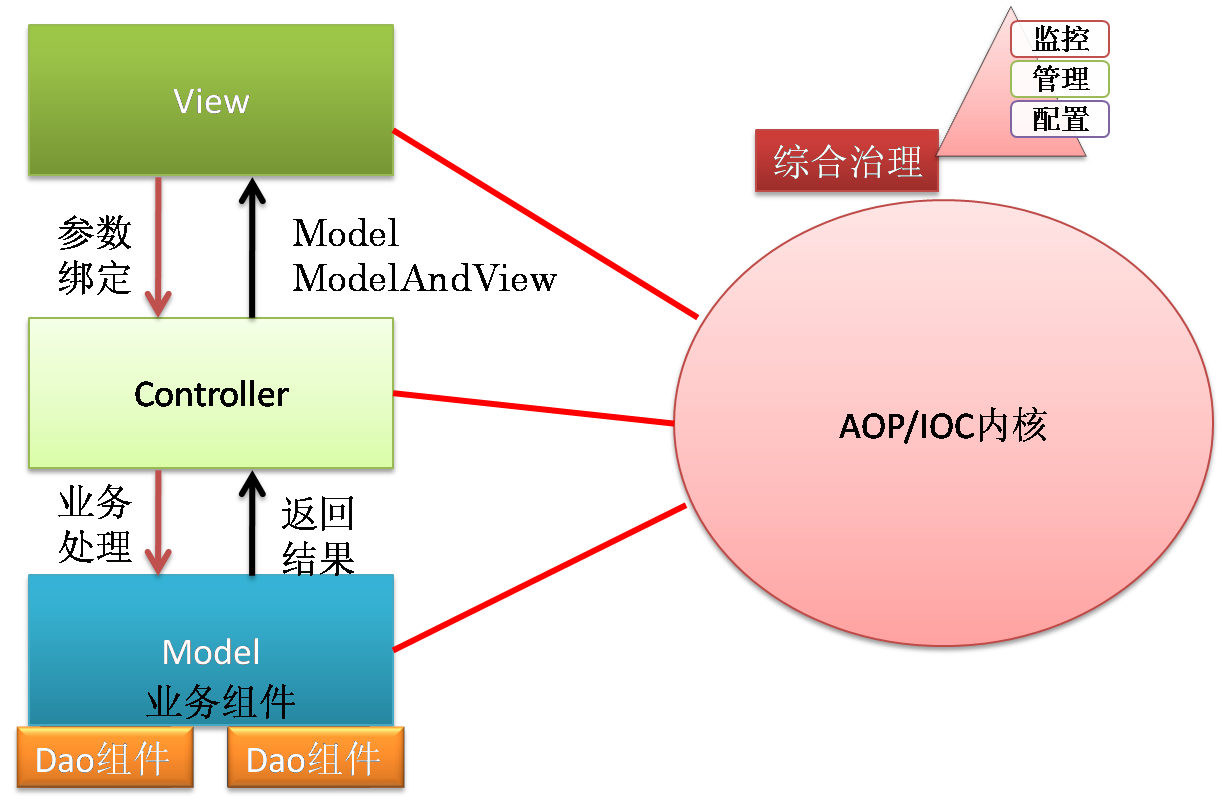 View
参数
绑定
Model
ModelAndView
Controller
业务
处理
返回
结果
Model
业务组件
Dao组件
Dao组件
监控
管理
配置
综合治理
AOP/IOC内核